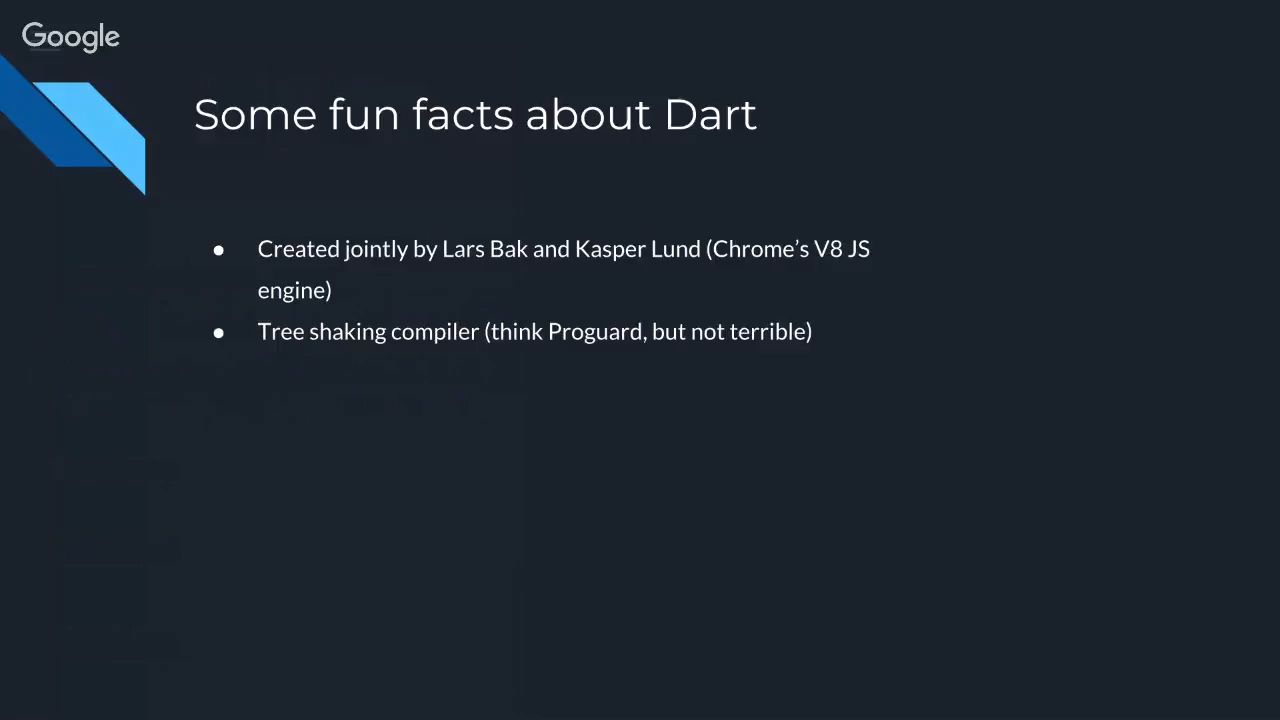 Google
Some fun facts about Dart
● Created jointly by Lars Bak and Kasper Lund (Chrome’s V8 JS
engine)
● Tree shaking compiler (think Proguard, but not terrible)